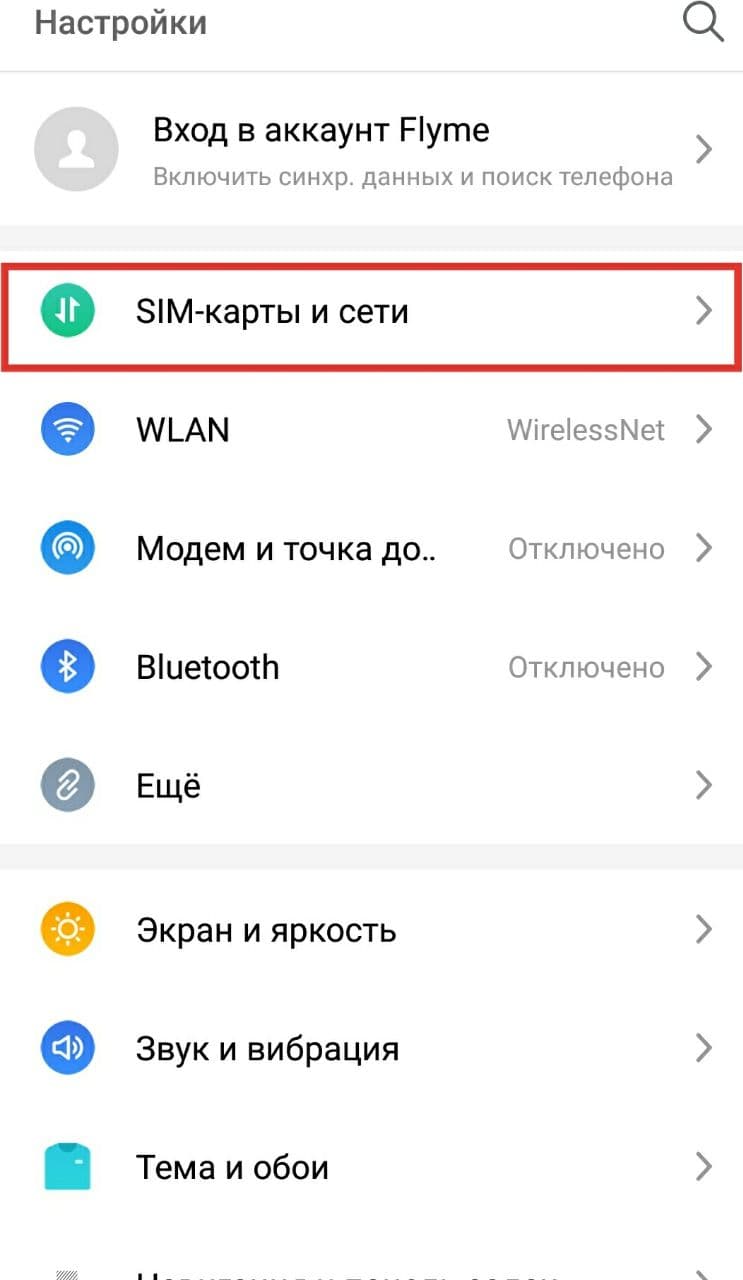 Настройки
Вход в аккаунт Flyme
Включить синхр. данных и поиск телефона
SIM-карты и сети
WLAN WirelessNet
Модем и точка до.. Отключено
Bluetooth Отключено
Ещё
Экран и яркость
Звук и вибрация
Тема и обои